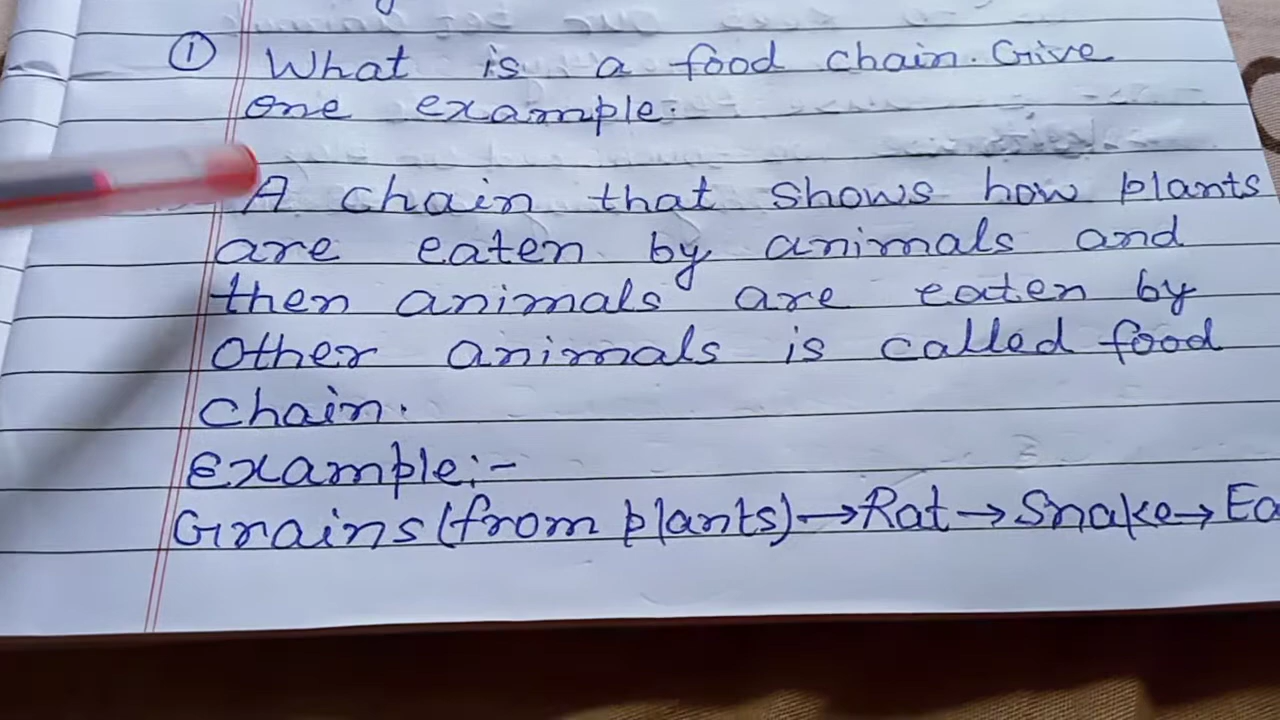 ① What is a food chain. Give
one example.
A chain that shows how plants
are eaten by animals and
then animals are eaten by
Other animals is called food
Chain.
Example:-
Grains (from plants) → Rat → Snake → Ea